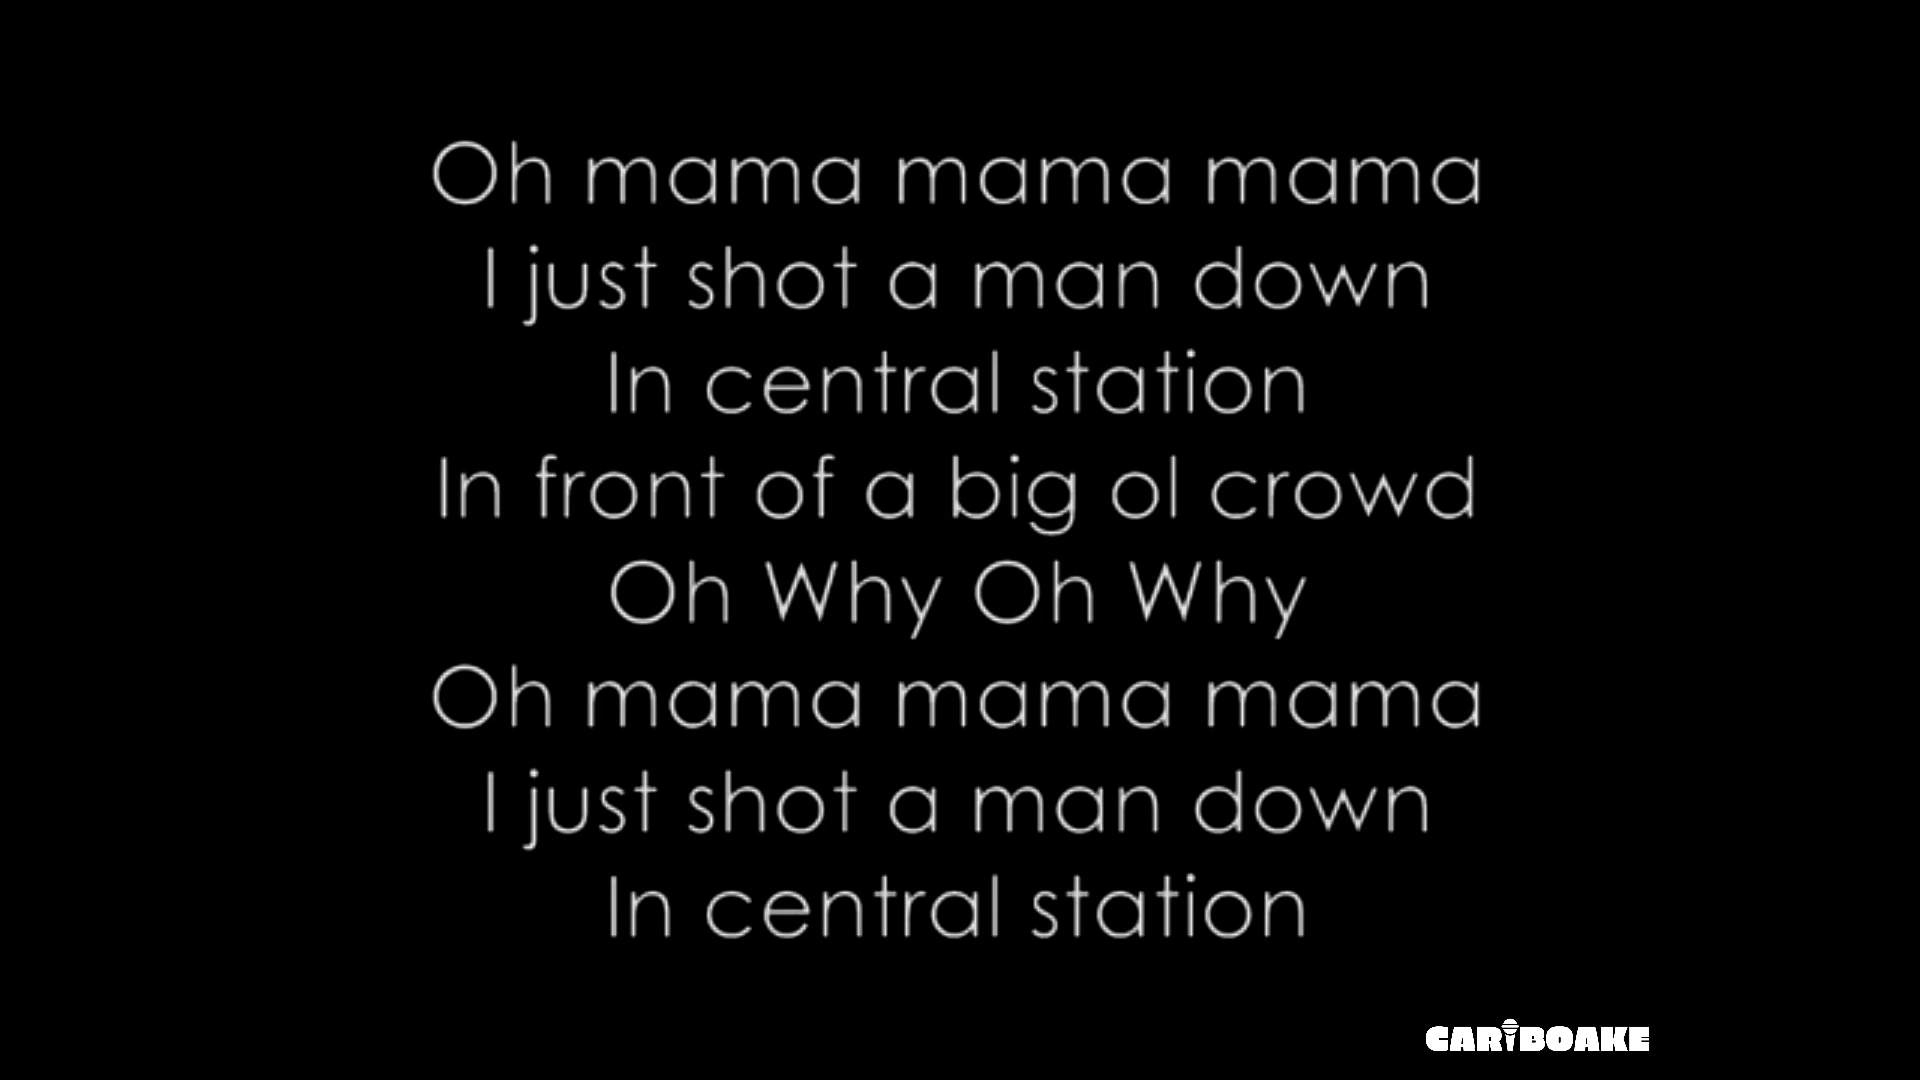 Oh mama mama mama
I just shot a man down
In central station
In front of a big ol crowd
Oh Why Oh Why
Oh mama mama mama
I just shot a man down
In central station
CARIBOAKE